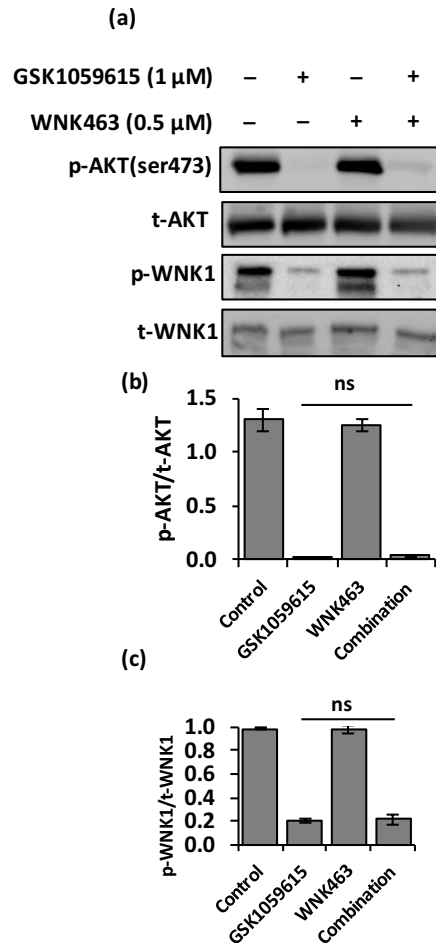 (a)
GSK1059615 (1 µM) – + – +
WNK463 (0.5 µM) – – + +
p-AKT(ser473)
t-AKT
p-WNK1
t-WNK1
(b)
ns
p-AKT/t-AKT
1.5
1.0
0.5
0.0
Control
GSK1059615
WNK463
Combination
(c)
ns
p-WNK1/t-WNK1
1.0
0.8
0.6
0.4
0.2
0.0
Control
GSK1059615
WNK463
Combination